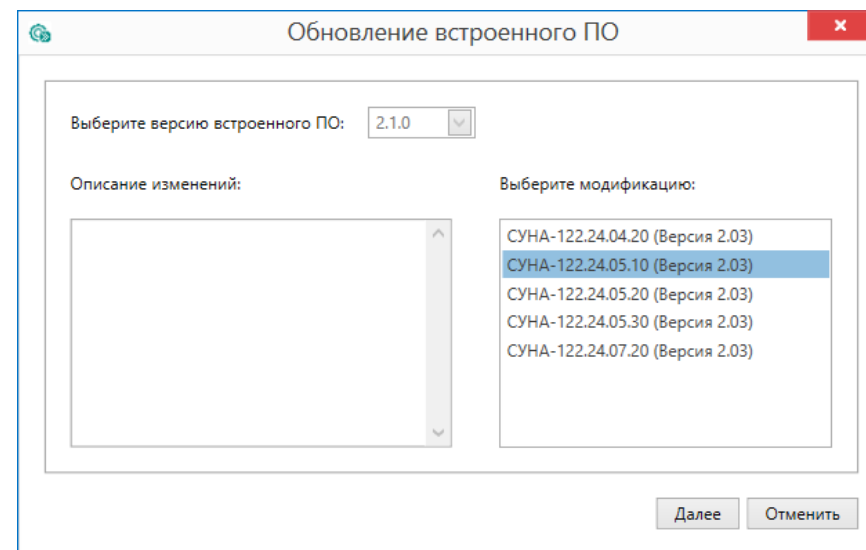 Обновление встроенного ПО
Выберите версию встроенного ПО: 2.1.0
Описание изменений:
Выберите модификацию:
СУНА-122.24.04.20 (Версия 2.03)
СУНА-122.24.05.10 (Версия 2.03)
СУНА-122.24.05.20 (Версия 2.03)
СУНА-122.24.05.30 (Версия 2.03)
СУНА-122.24.07.20 (Версия 2.03)
Далее Отменить